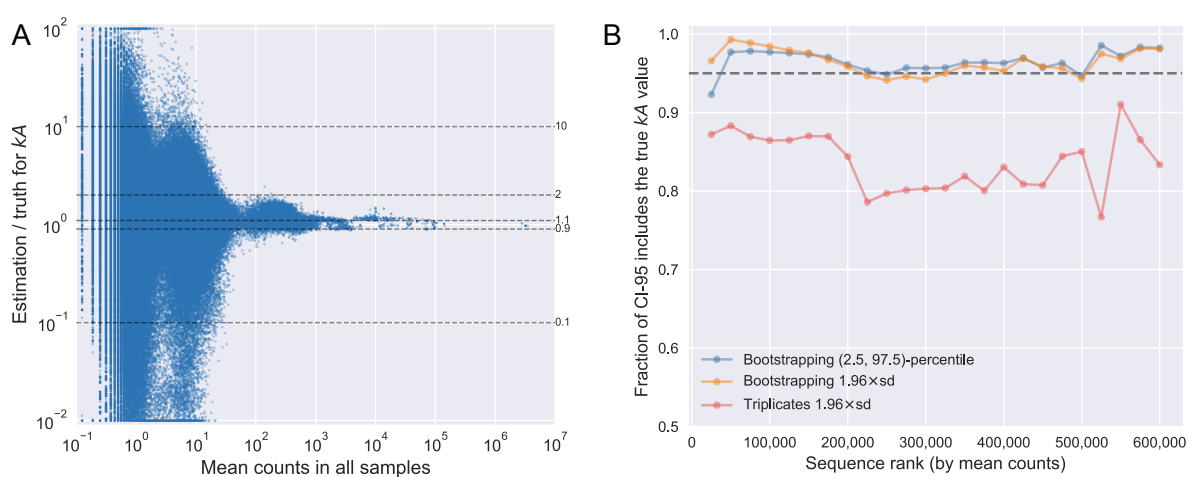 A
Estimation / truth for kA
10²
10¹
10⁰
10⁻¹
10⁻²
10
2
1.1
0.9
0.1
10⁻¹ 10⁰ 10¹ 10² 10³ 10⁴ 10⁵ 10⁶ 10⁷
Mean counts in all samples
B
Fraction of CI-95 includes the true kA value
1.0
0.9
0.8
0.7
0.6
0.5
Bootstrapping (2.5, 97.5)-percentile
Bootstrapping 1.96×sd
Triplicates 1.96×sd
0 100,000 200,000 300,000 400,000 500,000 600,000
Sequence rank (by mean counts)